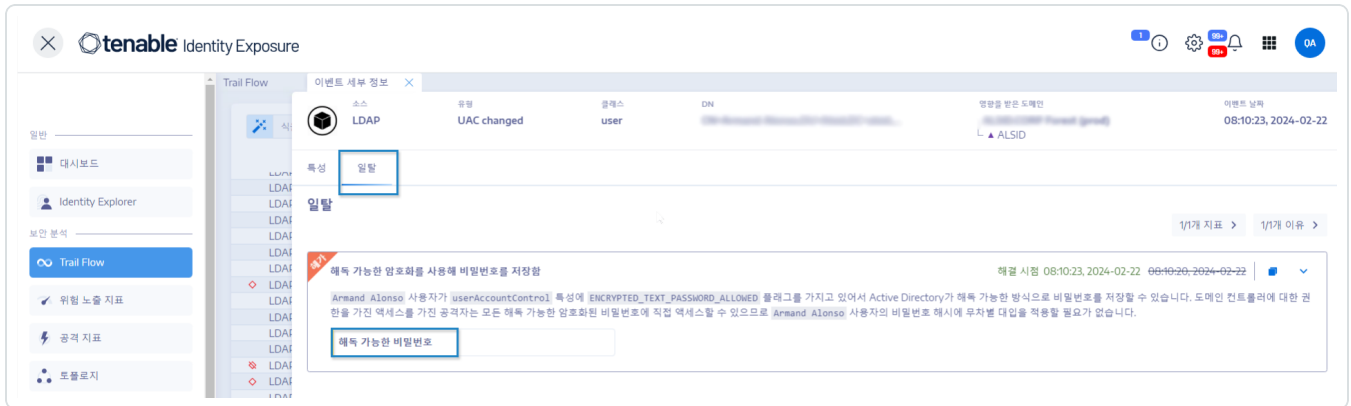 tenable Identity Exposure
1
99+
99+
QA
일반
대시보드
Identity Explorer
보안 분석
Trail Flow
위험 노출 지표
공격 지표
토폴로지
Trail Flow
이벤트 세부 정보
소스
LDAP
유형
UAC changed
클래스
user
DN
영향을 받은 도메인
ALSID
이벤트 날짜
08:10:23, 2024-02-22
특성
일탈
일탈
1/1개 지표
1/1개 이유
해독 가능한 암호화를 사용해 비밀번호를 저장함
해결 시점 08:10:23, 2024-02-22 08:10:20, 2024-02-22
Armand Alonso 사용자가 userAccountControl 특성에 ENCRYPTED_TEXT_PASSWORD_ALLOWED 플래그를 가지고 있어서 Active Directory가 해독 가능한 방식으로 비밀번호를 저장할 수 있습니다. 도메인 컨트롤러에 대한 권
한을 가진 액세스를 가진 공격자는 모든 해독 가능한 암호화된 비밀번호에 직접 액세스할 수 있으므로 Armand Alonso 사용자의 비밀번호 해시에 무차별 대입을 적용할 필요가 없습니다.
해독 가능한 비밀번호